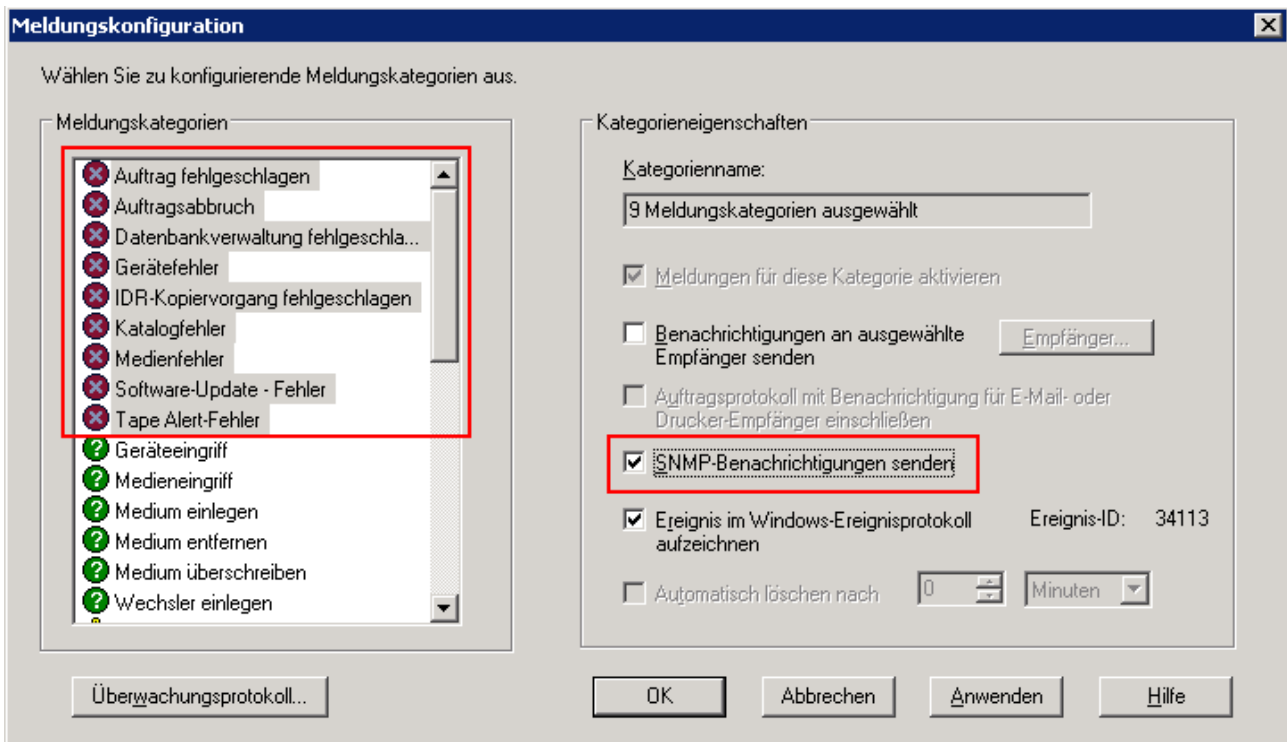 Meldungskonfiguration
Wählen Sie zu konfigurierende Meldungskategorien aus.
Meldungskategorien
Auftrag fehlgeschlagen
Auftragsabbruch
Datenbankverwaltung fehlgeschla...
Gerätefehler
IDR-Kopiervorgang fehlgeschlagen
Katalogfehler
Medienfehler
Software-Update - Fehler
Tape Alert-Fehler
Geräteeingriff
Medieneingriff
Medium einlegen
Medium entfernen
Medium überschreiben
Wechsler einlegen
Überwachungsprotokoll...
Kategorieneigenschaften
Kategorienname:
9 Meldungskategorien ausgewählt
Meldungen für diese Kategorie aktivieren
Benachrichtigungen an ausgewählte
Empfänger senden
Empfänger...
Auftragsprotokoll mit Benachrichtigung für E-Mail- oder
Drucker-Empfänger einschließen
SNMP-Benachrichtigungen senden
Ereignis im Windows-Ereignisprotokoll
aufzeichnen
Ereignis-ID: 34113
Automatisch löschen nach 0 Minuten
OK Abbrechen Anwenden Hilfe